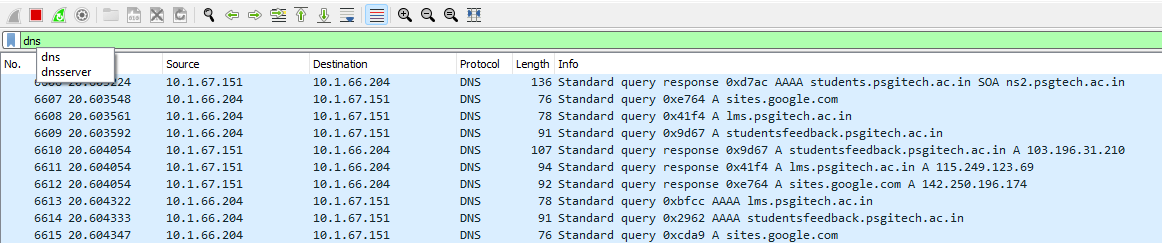 dns
dns
dnsserver
No. Source Destination Protocol Length Info
10.1.67.151 10.1.66.204 DNS 136 Standard query response 0xd7ac AAAA students.psgitech.ac.in SOA ns2.psgtech.ac.in
6607 20.603548 10.1.66.204 10.1.67.151 DNS 76 Standard query 0xe764 A sites.google.com
6608 20.603561 10.1.66.204 10.1.67.151 DNS 78 Standard query 0x41f4 A lms.psgitech.ac.in
6609 20.603592 10.1.66.204 10.1.67.151 DNS 91 Standard query 0x9d67 A studentsfeedback.psgitech.ac.in
6610 20.604054 10.1.67.151 10.1.66.204 DNS 107 Standard query response 0x9d67 A studentsfeedback.psgitech.ac.in A 103.196.31.210
6611 20.604054 10.1.67.151 10.1.66.204 DNS 94 Standard query response 0x41f4 A lms.psgitech.ac.in A 115.249.123.69
6612 20.604054 10.1.67.151 10.1.66.204 DNS 92 Standard query response 0xe764 A sites.google.com A 142.250.196.174
6613 20.604322 10.1.66.204 10.1.67.151 DNS 78 Standard query 0xbfcc AAAA lms.psgitech.ac.in
6614 20.604333 10.1.66.204 10.1.67.151 DNS 91 Standard query 0x2962 AAAA studentsfeedback.psgitech.ac.in
6615 20.604347 10.1.66.204 10.1.67.151 DNS 76 Standard query 0xcda9 A sites.google.com